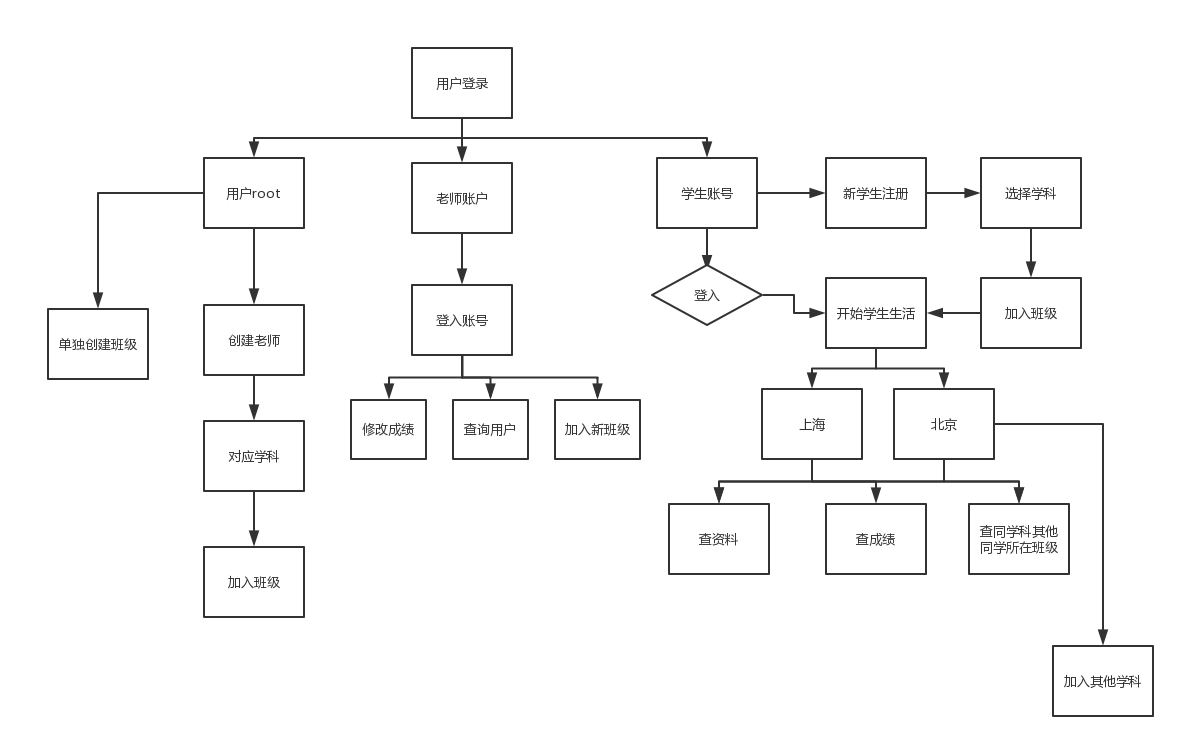 用户登录
用户root
老师账户
学生账号
新学生注册
选择学科
登入
单独创建班级
创建老师
登入账号
开始学生生活
加入班级
修改成绩
查询用户
加入新班级
上海
北京
对应学科
查资料
查成绩
查同学科其他
同学所在班级
加入班级
加入其他学科